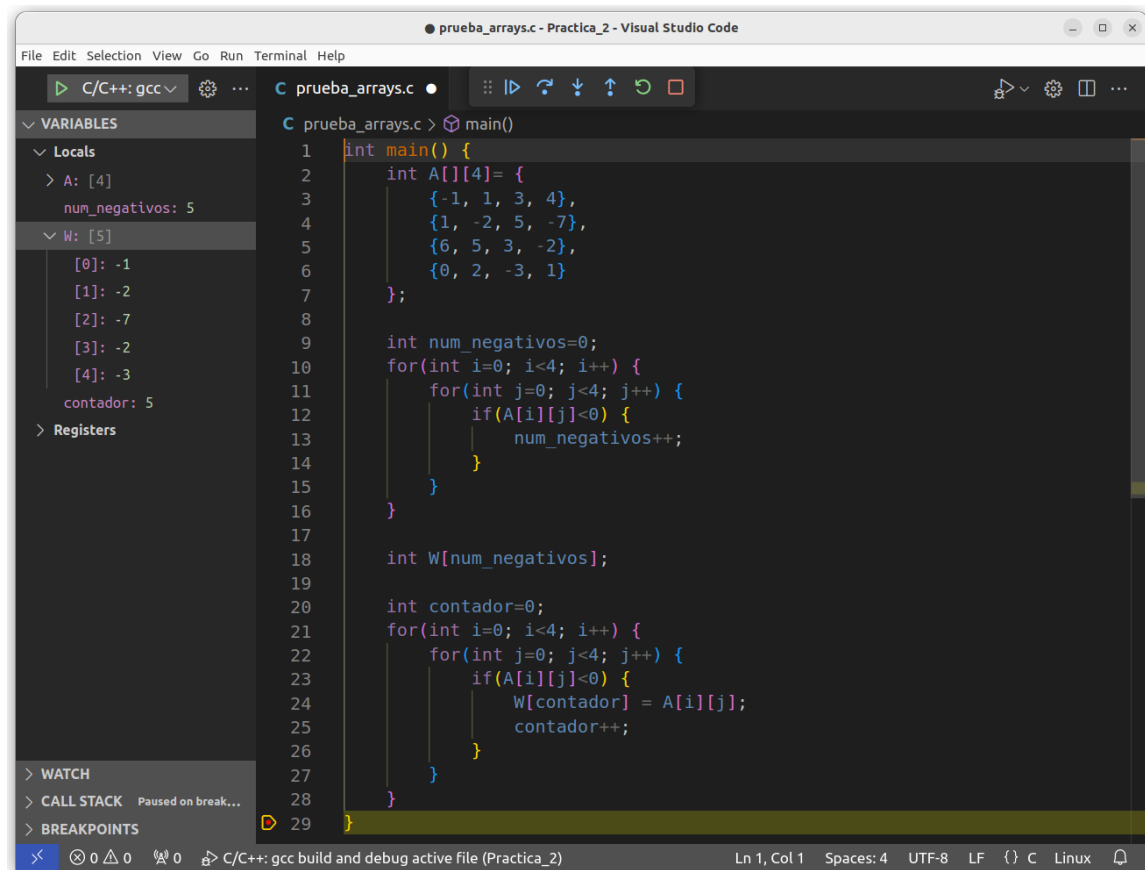 ● prueba_arrays.c - Practica_2 - Visual Studio Code
File Edit Selection View Go Run Terminal Help
C/C++: gcc
C prueba_arrays.c ●
VARIABLES
Locals
A: [4]
num_negativos: 5
W: [5]
[0]: -1
[1]: -2
[2]: -7
[3]: -2
[4]: -3
contador: 5
Registers
WATCH
CALL STACK Paused on break...
BREAKPOINTS
C prueba_arrays.c > main()
1 int main() {
2     int A[][4]= {
3         {-1, 1, 3, 4},
4         {1, -2, 5, -7},
5         {6, 5, 3, -2},
6         {0, 2, -3, 1}
7     };
8
9     int num_negativos=0;
10     for(int i=0; i<4; i++) {
11         for(int j=0; j<4; j++) {
12             if(A[i][j]<0) {
13                 num_negativos++;
14             }
15         }
16     }
17
18     int W[num_negativos];
19
20     int contador=0;
21     for(int i=0; i<4; i++) {
22         for(int j=0; j<4; j++) {
23             if(A[i][j]<0) {
24                 W[contador] = A[i][j];
25                 contador++;
26             }
27         }
28     }
29 }
0 0 0 C/C++: gcc build and debug active file (Practica_2) Ln 1, Col 1 Spaces: 4 UTF-8 LF {} C Linux